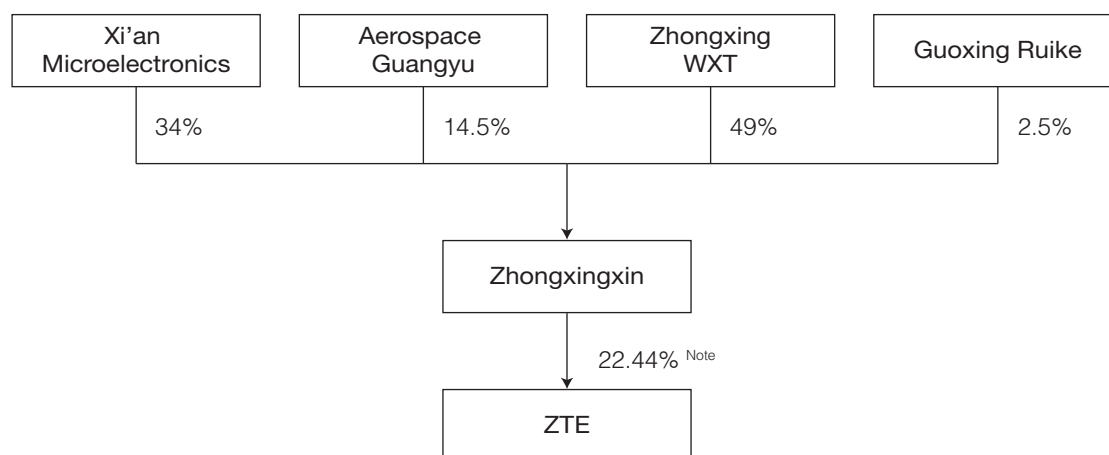 Xi’an
Microelectronics
Aerospace
Guangyu
Zhongxing
WXT
Guoxing Ruike
34%
14.5%
49%
2.5%
Zhongxingxin
22.44% Note
ZTE